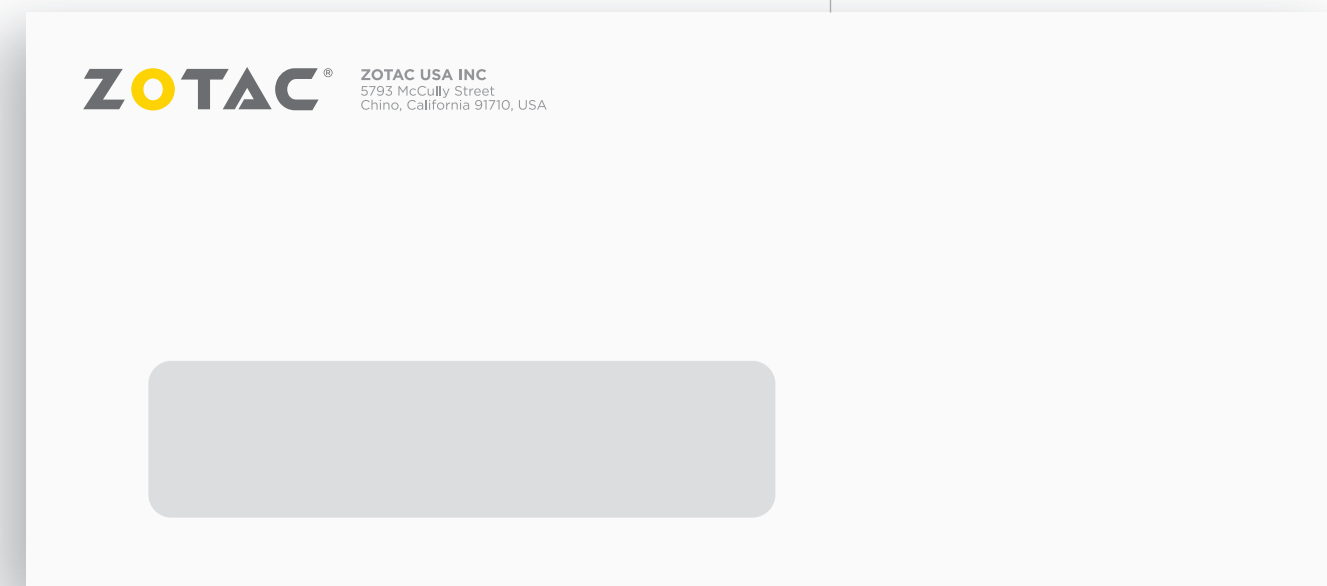 ZOTAC®
ZOTAC USA INC
5793 McCully Street
Chino, California 91710, USA